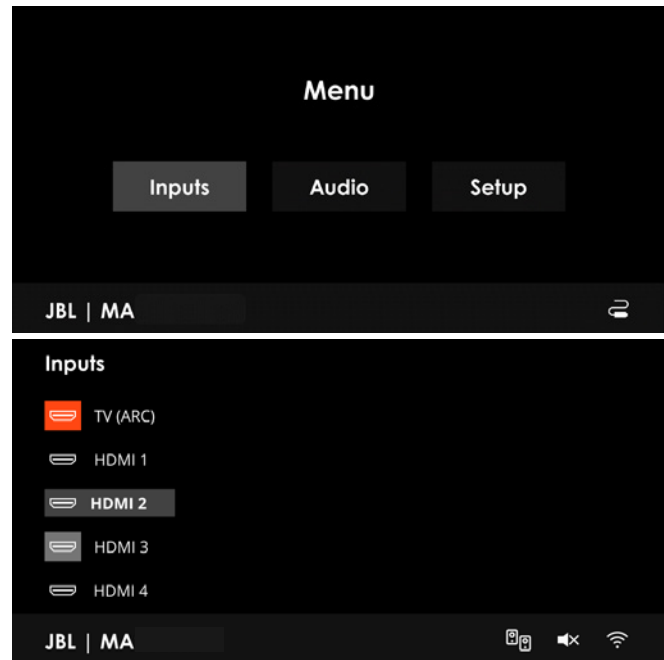 Menu
Inputs Audio Setup
JBL | MA
Inputs
TV (ARC)
HDMI 1
HDMI 2
HDMI 3
HDMI 4
JBL | MA